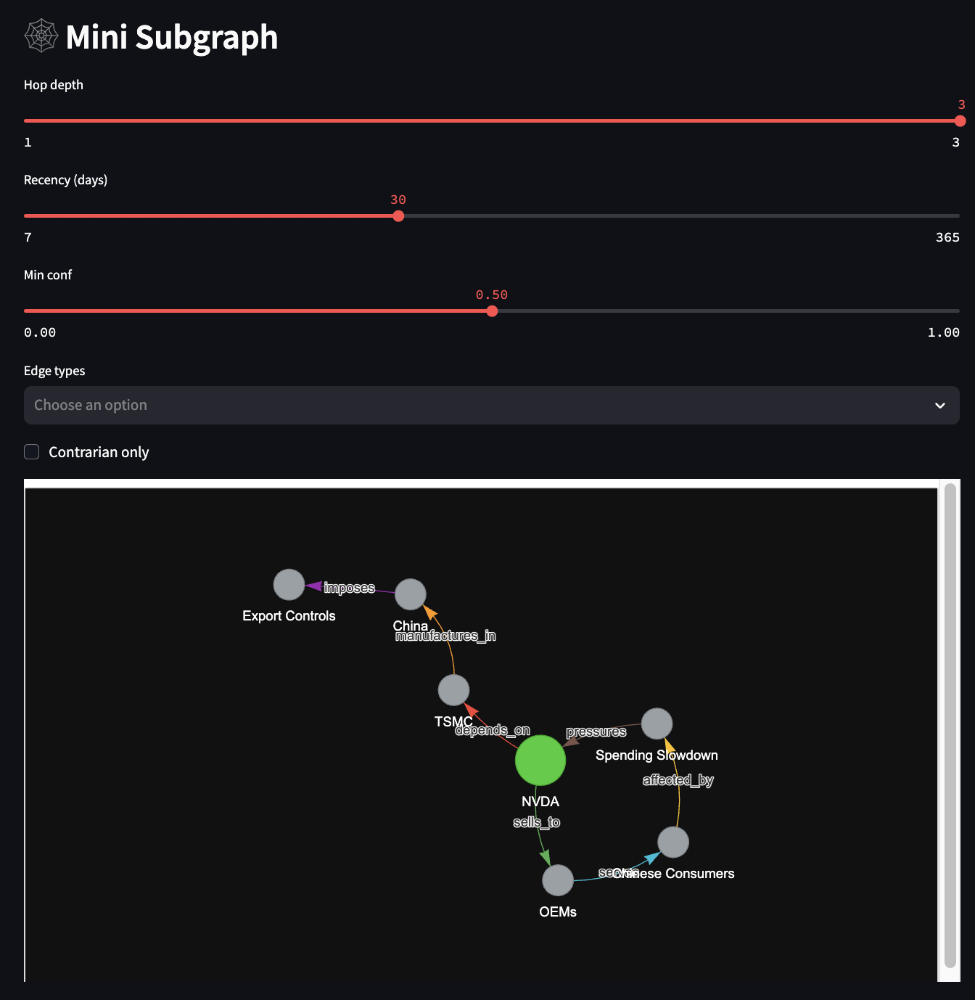 Mini Subgraph
Hop depth
3
1
3
Recency (days)
30
7
365
Min conf
0.50
0.00
1.00
Edge types
Choose an option
Contrarian only
imposes
Export Controls
China
manufactures_in
TSMC
depends_on
pressures
Spending Slowdown
affected_by
NVDA
sells_to
Chinese Consumers
OEMs